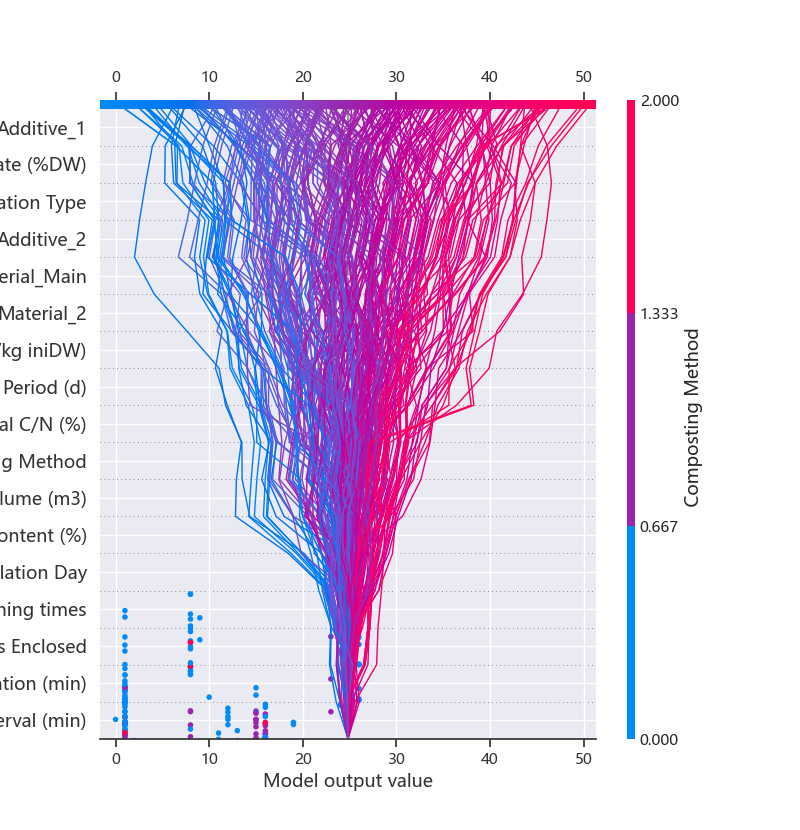 0 10 20 30 40 50
2.000
Additive_1
ate (%DW)
ation Type
Additive_2
erial_Main
Material_2
/kg iniDW)
1.333
Period (d)
al C/N (%)
g Method
lume (m3)
ontent (%)
0.667
lation Day
ning times
s Enclosed
ation (min)
erval (min)
0.000
0 10 20 30 40 50
Model output value
Composting Method